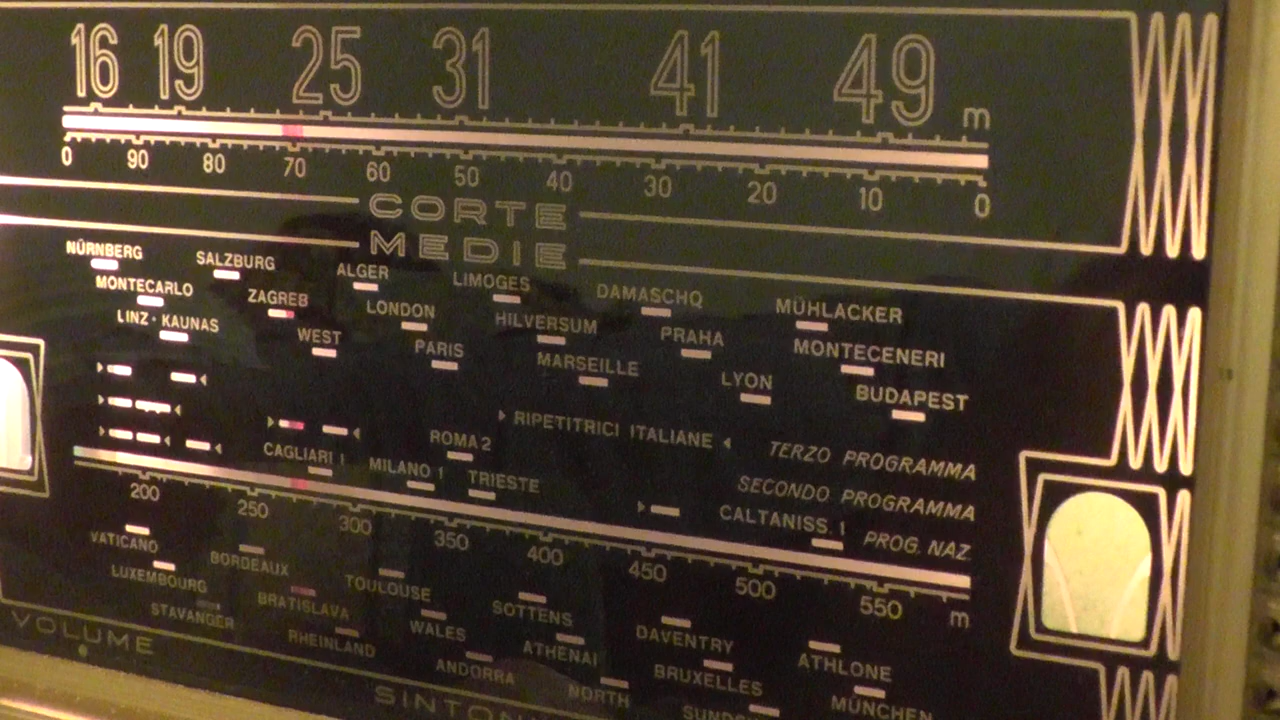 16 19 25 31 41 49 m
0 90 80 70 60 50 40 30 20 10 0
CORTE
MEDIE
NÜRNBERG SALZBURG ALGER LIMOGES DAMASCO MÜHLACKER
MONTECARLO ZAGREB LONDON HILVERSUM PRAHA MONTECENERI
LINZ · KAUNAS WEST PARIS MARSEILLE LYON BUDAPEST
RIPETITRICI ITALIANE
TERZO PROGRAMMA
CAGLIARI 1 MILANO 1 ROMA 2 TRIESTE SECONDO PROGRAMMA
CALTANISS. 1 PROG. NAZ
200 250 300 350 400 450 500 550 m
VATICANO BORDEAUX TOULOUSE SOTTENS DAVENTRY ATHLONE
LUXEMBOURG BRATISLAVA WALES ATHENAI BRUXELLES MÜNCHEN
STAVANGER RHEINLAND ANDORRA NORTH
VOLUME